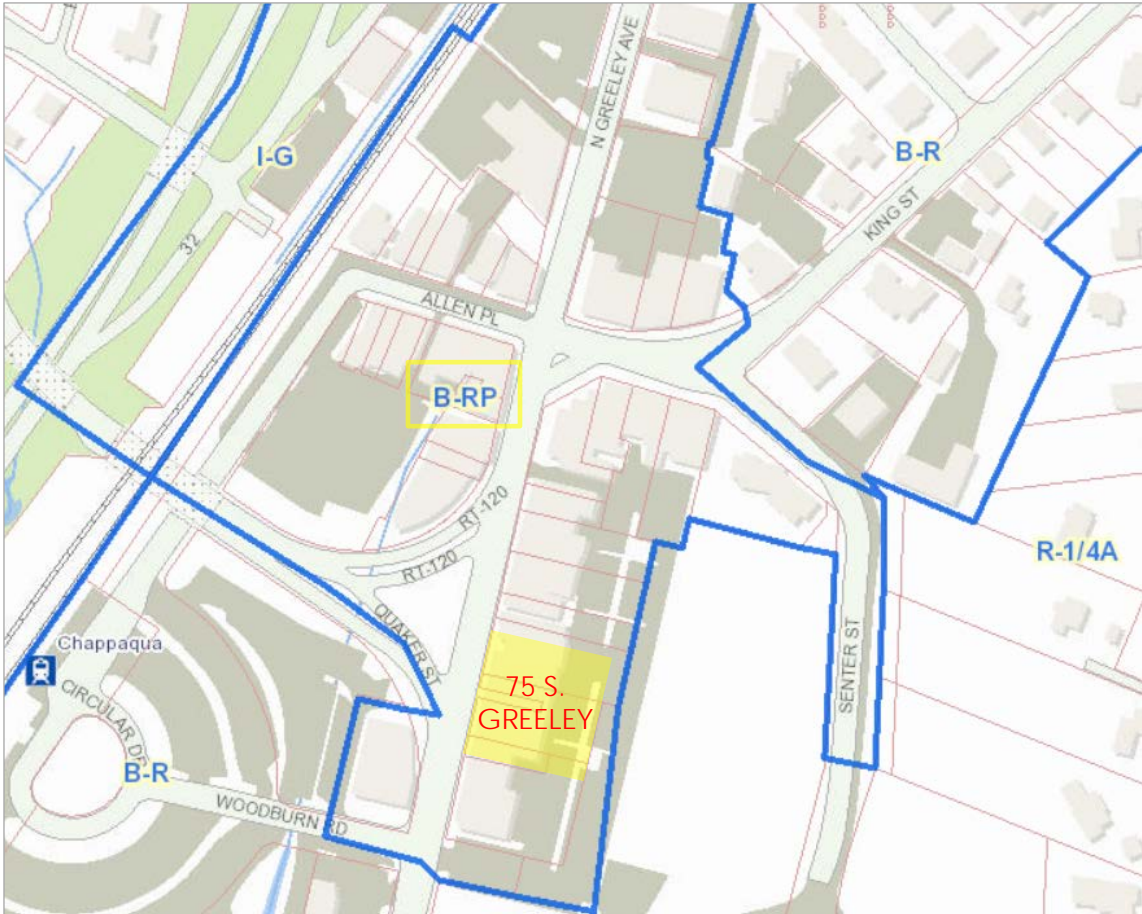 N GREELEY AVE
I-G
B-R
KING ST
32
ALLEN PL
B-RP
RT-120
RT-120
R-1/4A
QUAKER ST
Chappaqua
75 S.
GREELEY
SENTER ST
CIRCULAR DR
B-R
WOODBURN RD